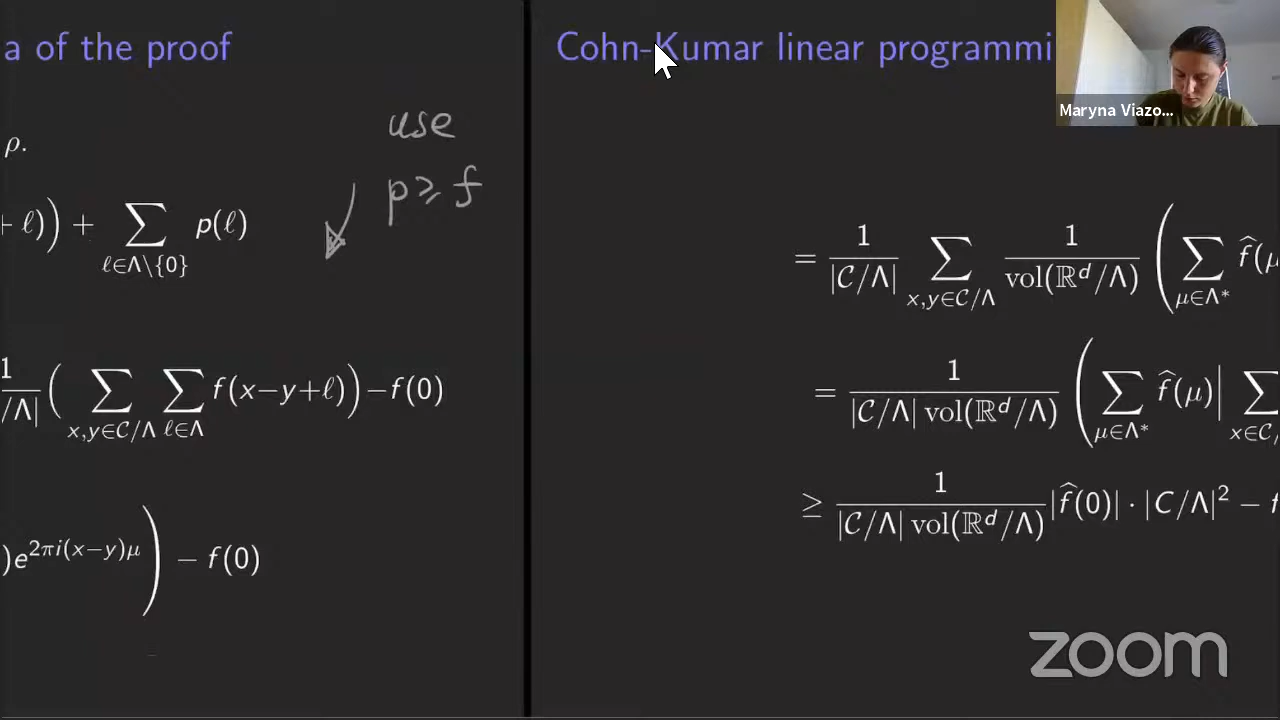 a of the proof
ρ.
+ ℓ)) + ∑_{ℓ∈Λ\{0}} p(ℓ)
use
p ≥ f
1/|Λ| ( ∑_{x,y∈𝒞/Λ} ∑_{ℓ∈Λ} f(x−y+ℓ)) −f(0)
)e^{2πi(x−y)μ} ) − f(0)
Cohn-Kumar linear programmi
Maryna Viazo...
= 1/|𝒞/Λ| ∑_{x,y∈𝒞/Λ} 1/vol(ℝ^d/Λ) ( ∑_{μ∈Λ*} f̂(μ
= 1/(|𝒞/Λ| vol(ℝ^d/Λ)) ( ∑_{μ∈Λ*} f̂(μ)| ∑_{x∈𝒞/
≥ 1/(|𝒞/Λ| vol(ℝ^d/Λ)) |f̂(0)| · |C/Λ|² − f
zoom